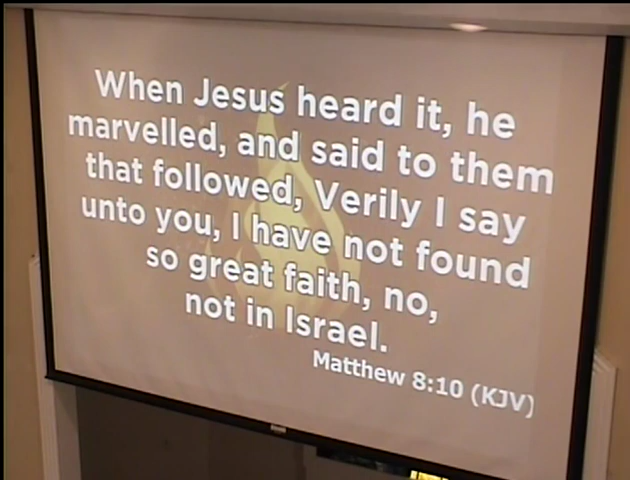 When Jesus heard it, he
marvelled, and said to them
that followed, Verily I say
unto you, I have not found
so great faith, no,
not in Israel.
Matthew 8:10 (KJV)